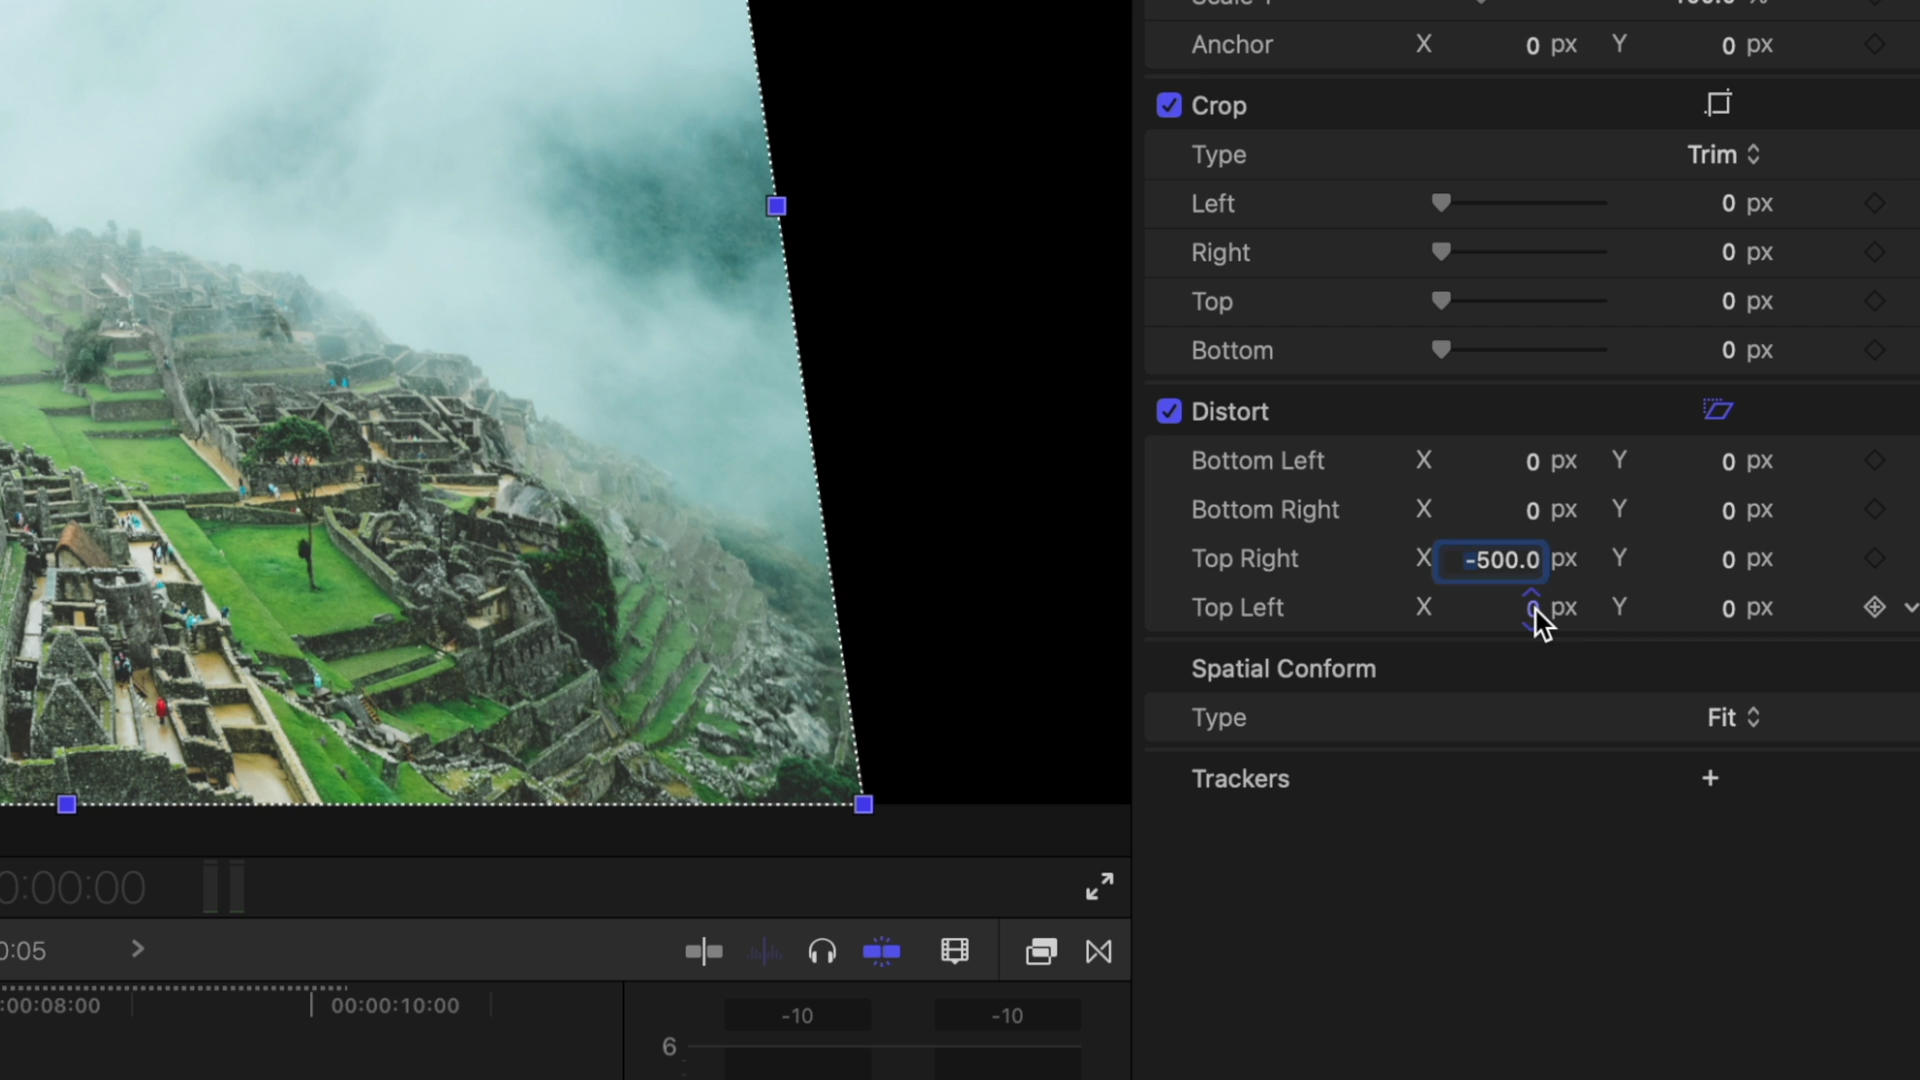 Anchor X 0 px Y 0 px
Crop
Type Trim
Left 0 px
Right 0 px
Top 0 px
Bottom 0 px
Distort
Bottom Left X 0 px Y 0 px
Bottom Right X 0 px Y 0 px
Top Right X -500.0 px Y 0 px
Top Left X 0 px Y 0 px
Spatial Conform
Type Fit
Trackers +
0:00:00
0:05
:00:08:00 00:00:10:00
-10 -10
6